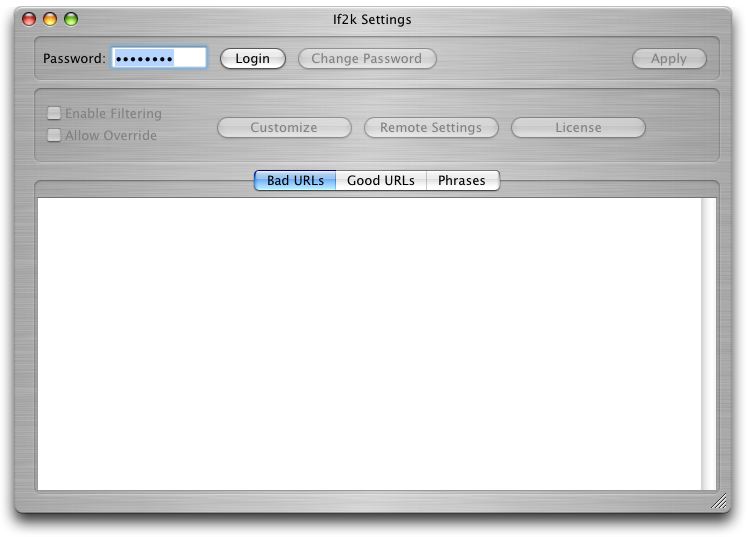 If2k Settings
Password: •••••••• Login Change Password Apply
Enable Filtering
Allow Override
Customize Remote Settings License
Bad URLs Good URLs Phrases